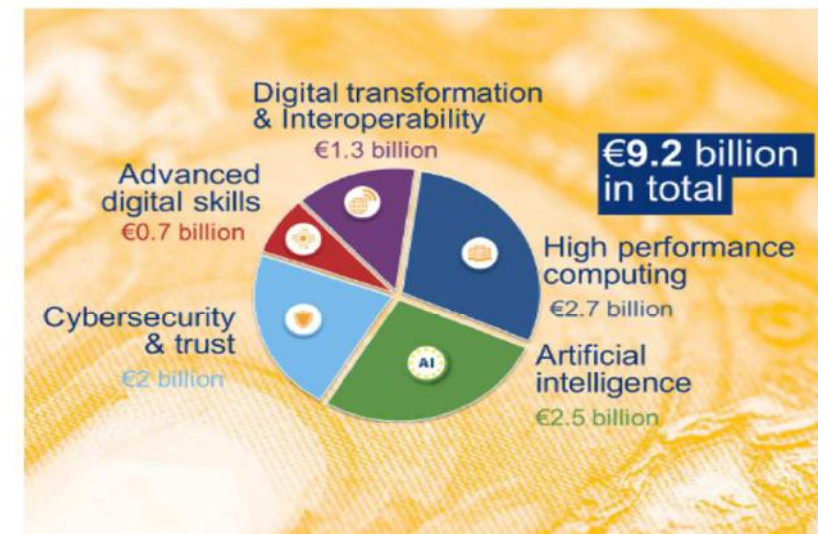 Digital transformation
& Interoperability
€1.3 billion
€9.2 billion
in total
Advanced
digital skills
€0.7 billion
High performance
computing
€2.7 billion
Cybersecurity
& trust
€2 billion
AI
Artificial
intelligence
€2.5 billion